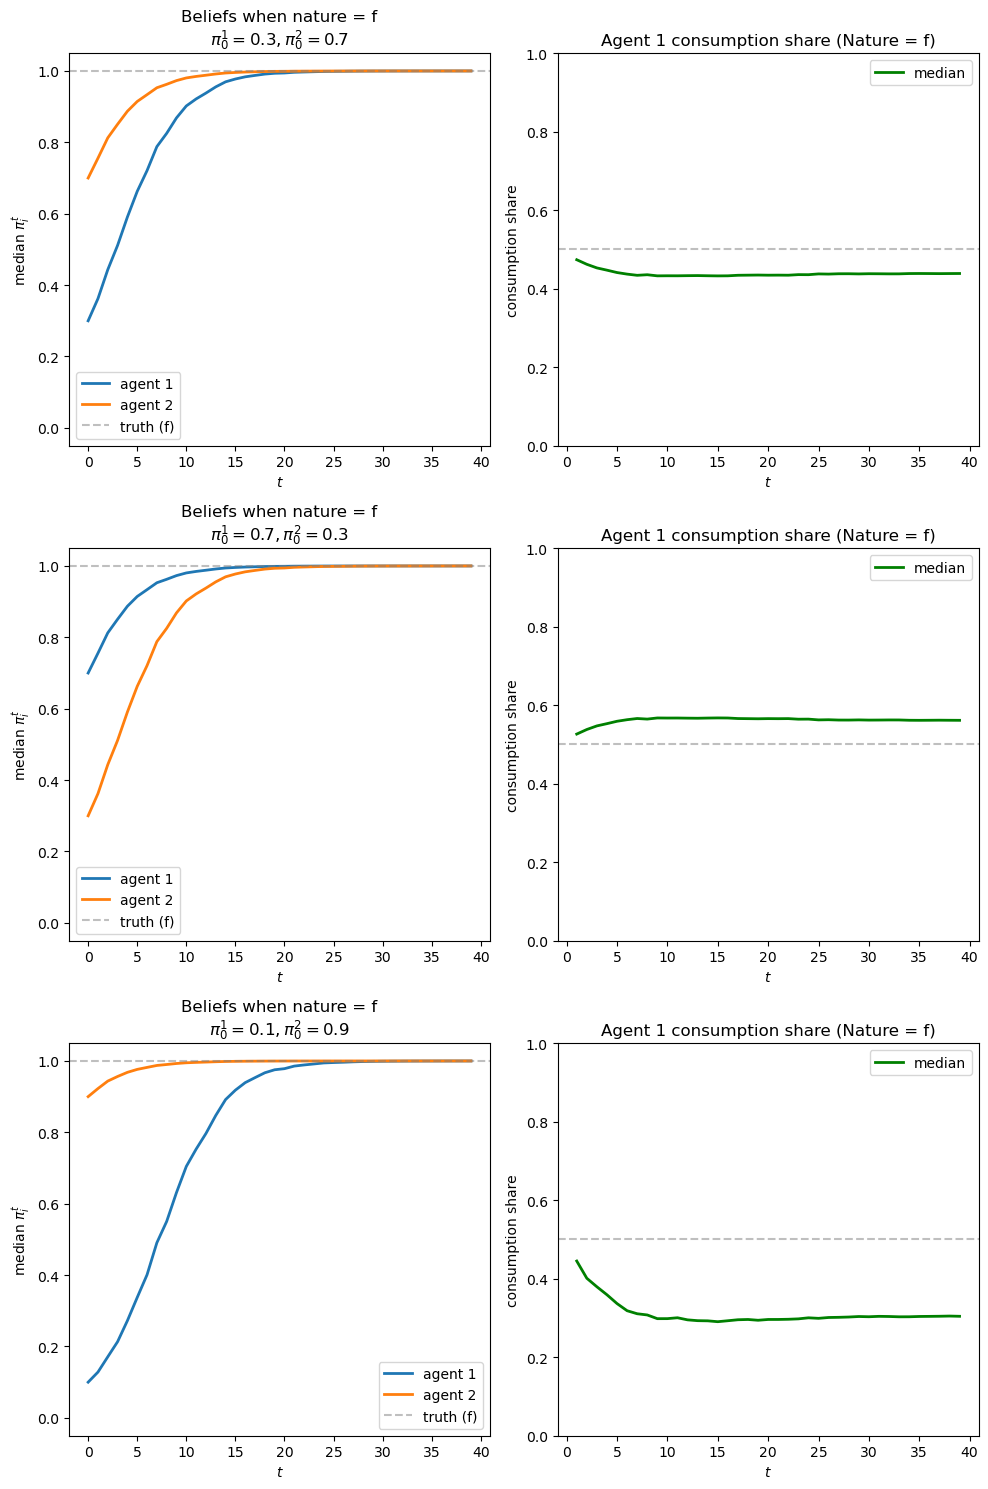 Beliefs when nature = f
π₀¹ = 0.3, π₀² = 0.7
median πᵢᵗ
1.0
0.8
0.6
0.4
0.2
0.0
agent 1
agent 2
truth (f)
0 5 10 15 20 25 30 35 40
t
Agent 1 consumption share (Nature = f)
consumption share
1.0
0.8
0.6
0.4
0.2
0.0
median
0 5 10 15 20 25 30 35 40
t
Beliefs when nature = f
π₀¹ = 0.7, π₀² = 0.3
median πᵢᵗ
1.0
0.8
0.6
0.4
0.2
0.0
agent 1
agent 2
truth (f)
0 5 10 15 20 25 30 35 40
t
Agent 1 consumption share (Nature = f)
consumption share
1.0
0.8
0.6
0.4
0.2
0.0
median
0 5 10 15 20 25 30 35 40
t
Beliefs when nature = f
π₀¹ = 0.1, π₀² = 0.9
median πᵢᵗ
1.0
0.8
0.6
0.4
0.2
0.0
agent 1
agent 2
truth (f)
0 5 10 15 20 25 30 35 40
t
Agent 1 consumption share (Nature = f)
consumption share
1.0
0.8
0.6
0.4
0.2
0.0
median
0 5 10 15 20 25 30 35 40
t